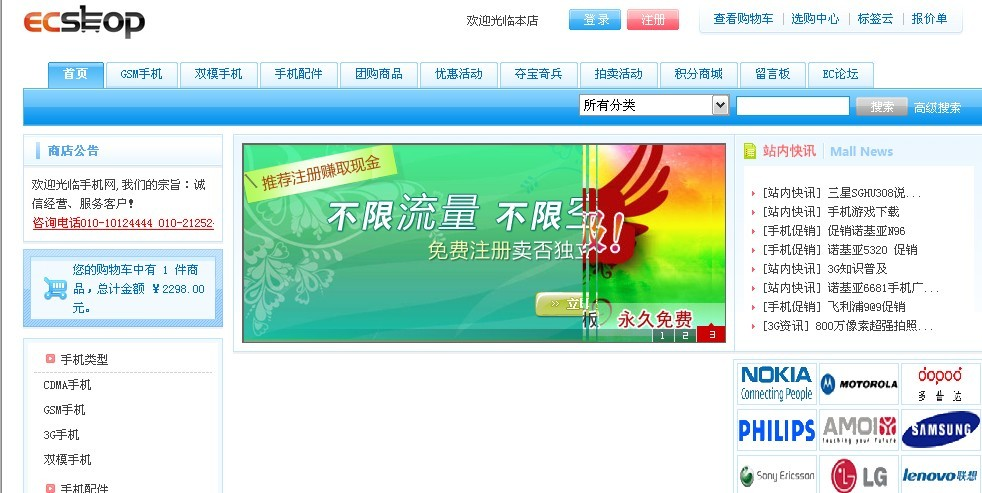 ECSHOP
欢迎光临本店
登录 注册
查看购物车 | 选购中心 | 标签云 | 报价单
首页 GSM手机 双模手机 手机配件 团购商品 优惠活动 夺宝奇兵 拍卖活动 积分商城 留言板 EC论坛
所有分类 搜索 高级搜索
商店公告
欢迎光临手机网,我们的宗旨:诚
信经营、服务客户!
咨询电话010-10124444 010-21252
您的购物车中有 1 件商
品,总计金额 ￥2298.00
元。
手机类型
CDMA手机
GSM手机
3G手机
双模手机
手机配件
推荐注册赚取现金
不限流量 不限
免费注册卖否独立
立即
板
永久免费
1 2 3
站内快讯 Mall News
[站内快讯] 三星SGHU308说...
[站内快讯] 手机游戏下载
[手机促销] 促销诺基亚N96
[手机促销] 诺基亚5320 促销
[站内快讯] 3G知识普及
[站内快讯] 诺基亚6681手机广...
[手机促销] 飞利浦9@9促销
[3G资讯] 800万像素超强拍照...
NOKIA
Connecting People
MOTOROLA
dopod
多普达
PHILIPS
AMOI
touching your future
SAMSUNG
Sony Ericsson
LG
lenovo联想